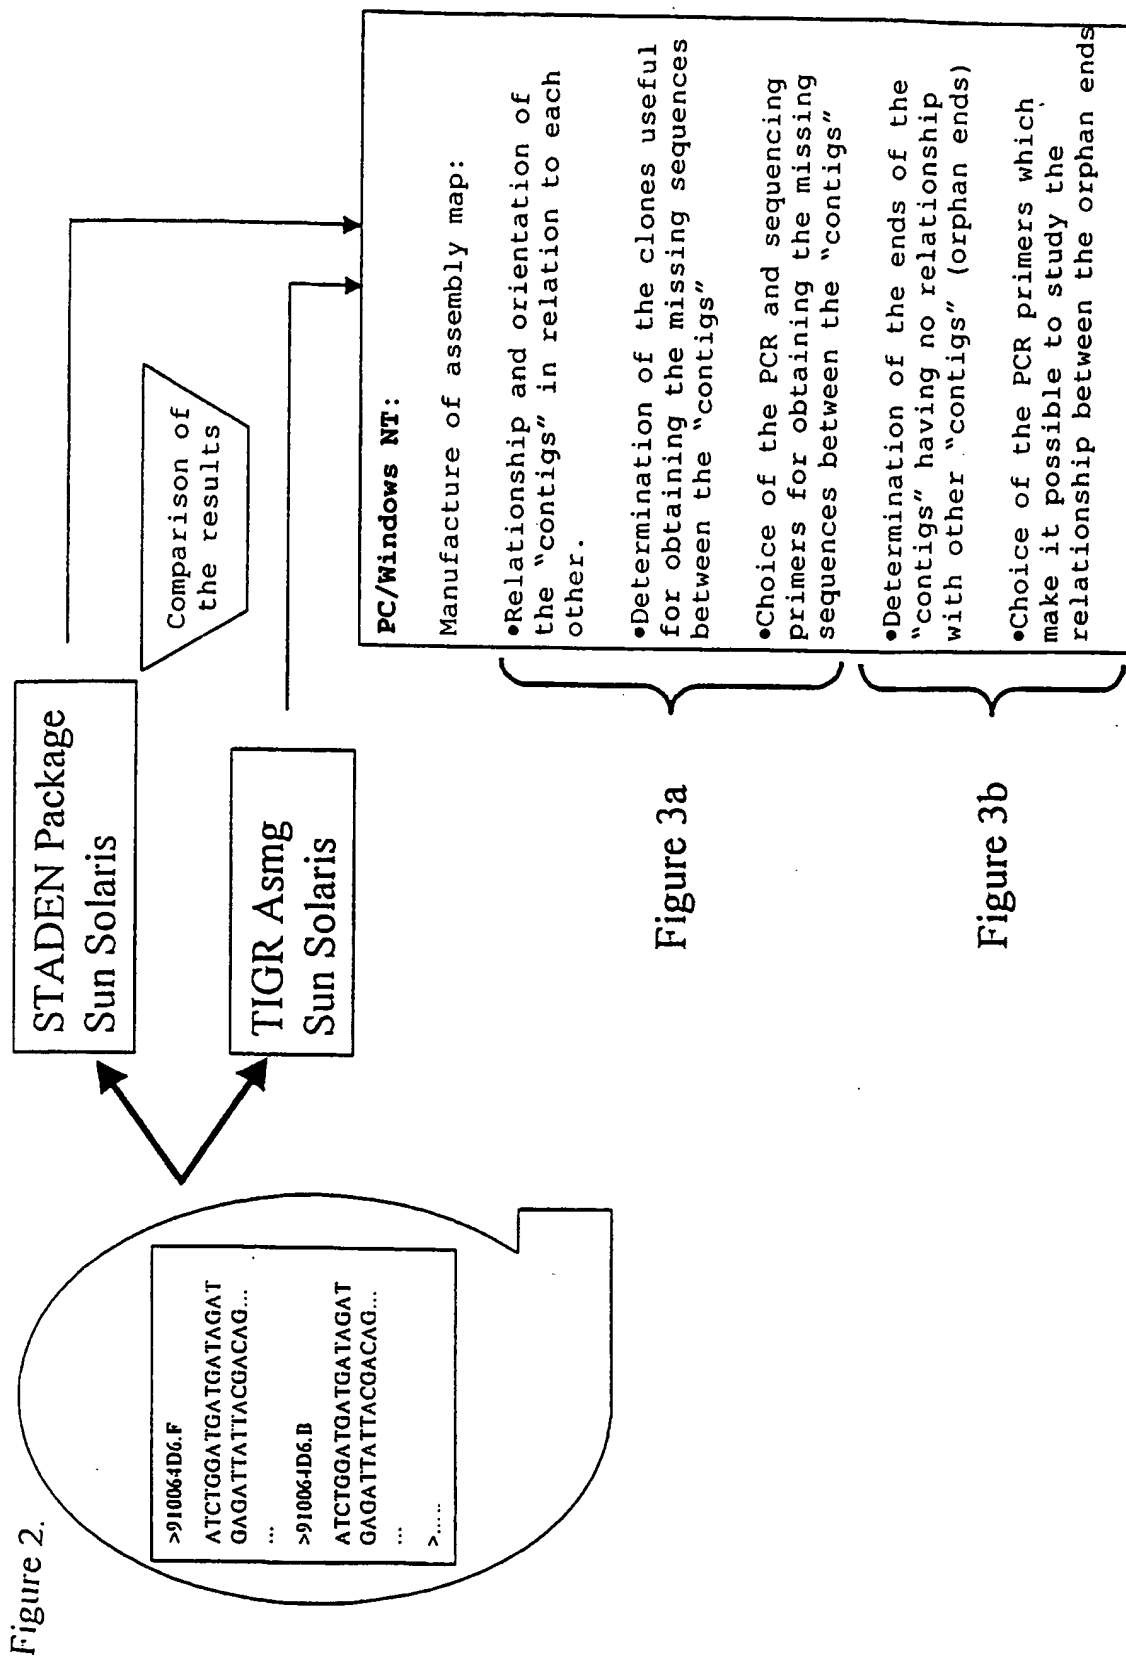 Figure 2.
>910064D6.F
ATCTGGATGATGATAGAT
GAGATTATTACGACAG...
...
>910064D6.B
ATCTGGATGATGATAGAT
GAGATTATTACGACAG...
...
>.....
STADEN Package
Sun Solaris
TIGR Asmg
Sun Solaris
Comparison of
the results
PC/Windows NT:
Manufacture of assembly map:
•Relationship and orientation of
the "contigs" in relation to each
other.
•Determination of the clones useful
for obtaining the missing sequences
between the "contigs"
•Choice of the PCR and sequencing
primers for obtaining the missing
sequences between the "contigs"
•Determination of the ends of the
"contigs" having no relationship
with other "contigs" (orphan ends)
•Choice of the PCR primers which
make it possible to study the
relationship between the orphan ends
Figure 3a
Figure 3b